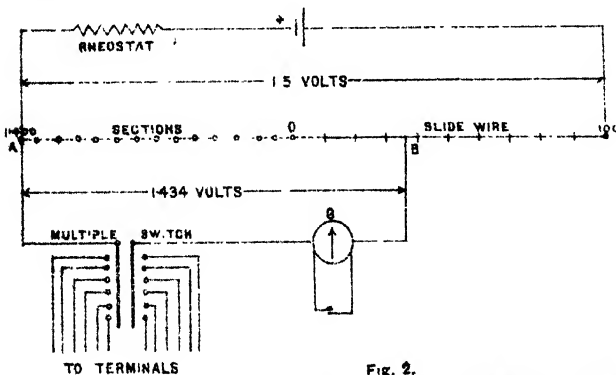 +
RHEOSTAT
1.5 VOLTS
SECTIONS
0
SLIDE WIRE
100
A
B
1.434 VOLTS
MULTIPLE SWITCH
TO TERMINALS
Fig. 2.